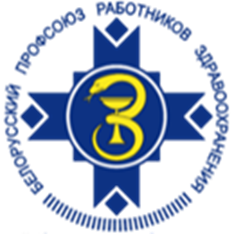 БЕЛОРУССКИЙ ПРОФСОЮЗ РАБОТНИКОВ ЗДРАВООХРАНЕНИЯ